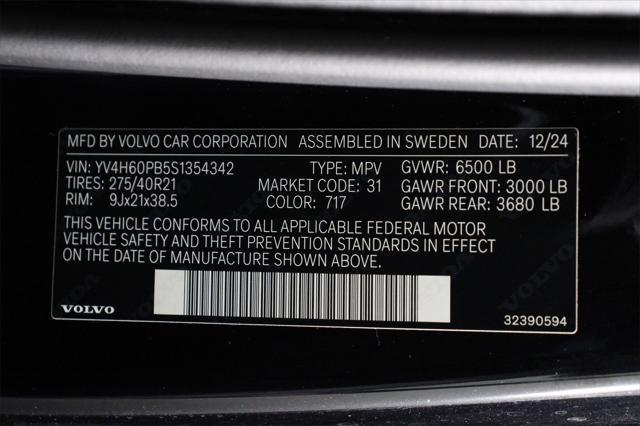 MFD BY VOLVO CAR CORPORATION ASSEMBLED IN SWEDEN DATE: 12/24
VIN: YV4H60PB5S1354342 TYPE: MPV GVWR: 6500 LB
TIRES: 275/40R21 MARKET CODE: 31 GAWR FRONT: 3000 LB
RIM: 9Jx21x38.5 COLOR: 717 GAWR REAR: 3680 LB
THIS VEHICLE CONFORMS TO ALL APPLICABLE FEDERAL MOTOR
VEHICLE SAFETY AND THEFT PREVENTION STANDARDS IN EFFECT
ON THE DATE OF MANUFACTURE SHOWN ABOVE.
VOLVO
32390594